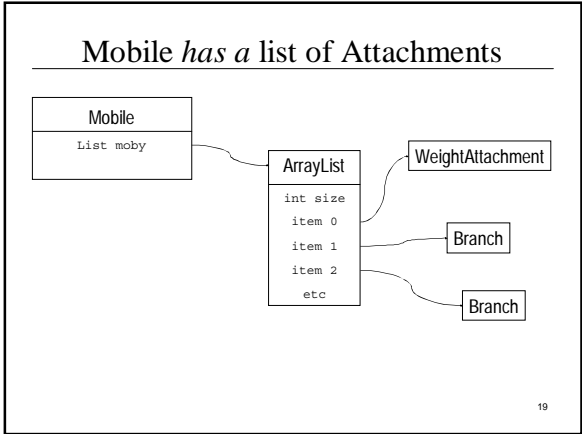 Mobile has a list of Attachments
Mobile
List moby
ArrayList
int size
item 0
item 1
item 2
etc
WeightAttachment
Branch
Branch
19